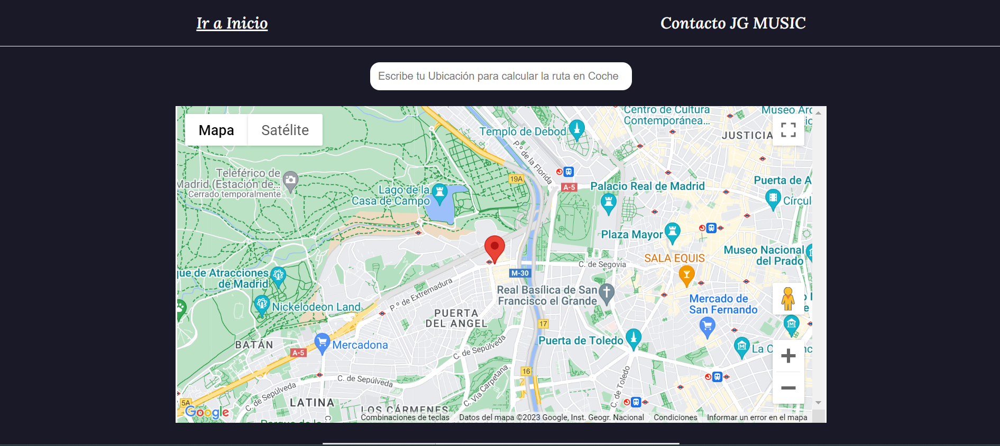 Ir a Inicio
Contacto JG MUSIC
Escribe tu Ubicación para calcular la ruta en Coche
Mapa
Satélite
Centro de Cultura
Contemporánea...
Museo Arc
JUSTICIA
Templo de Debod
P.º de la Florida
Teleférico de
Madrid (Estación de...
Cerrado temporalmente
19A
Lago de la
Casa de Campo
A-5
Palacio Real de Madrid
Puerta de A
Círcul
Plaza Mayor
Museo Nacional
del Prado
SALA EQUIS
C. de Segovia
que de Atracciones
de Madrid
M-30
P.º de Extremadura
Real Basílica de San
Francisco el Grande
Nickelodeon Land
Mercado de
San Fernando
PUERTA
DEL ANGEL
17
Puerta de Toledo
BATÁN
Mercadona
A-5
C. de Sepúlveda
La C
nc
16
C. de Sepúlveda
C. Vía Carpetana
C. de Toledo
C. de Sepúlveda
5A
LATINA
LOS CÁRMENES
Google
Parque de la
Combinaciones de teclas
Datos del mapa ©2023 Google, Inst. Geogr. Nacional
Condiciones
Informar un error en el mapa